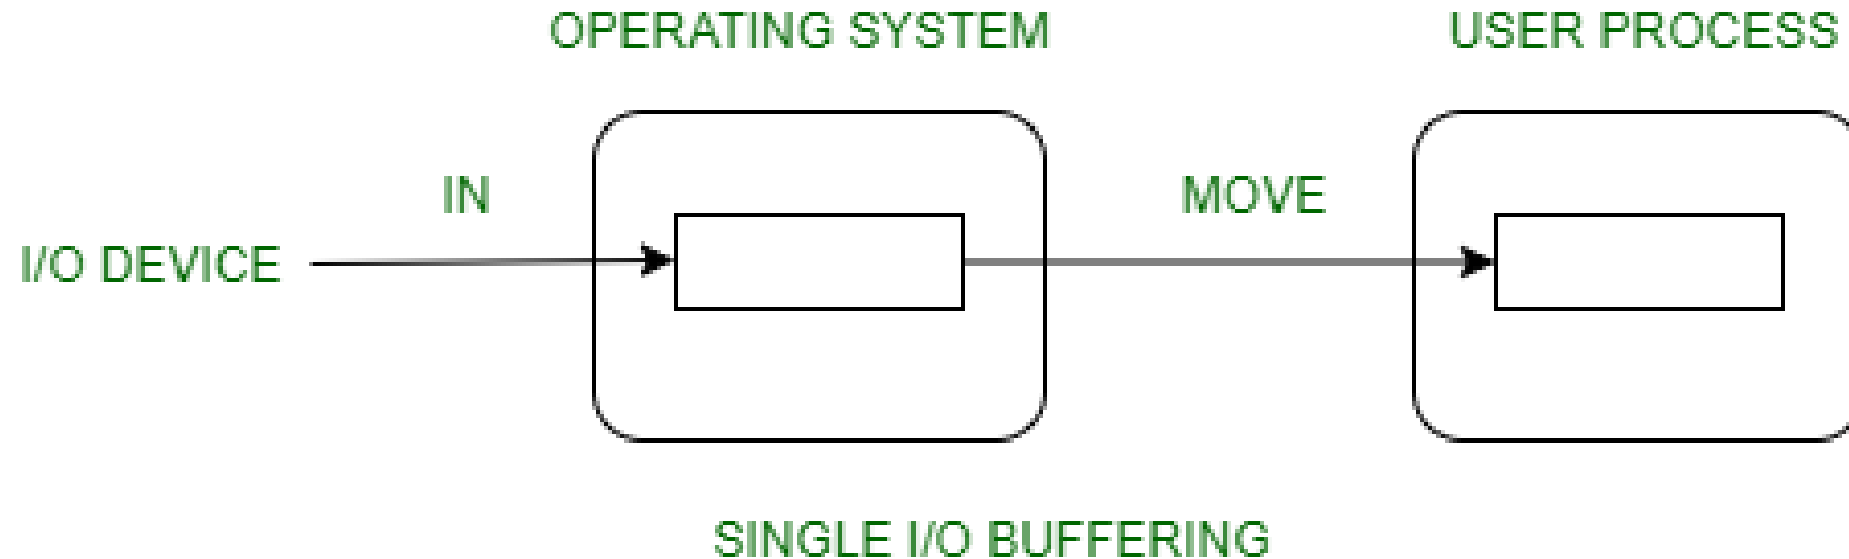 OPERATING SYSTEM
USER PROCESS
IN
MOVE
I/O DEVICE
SINGLE I/O BUFFERING